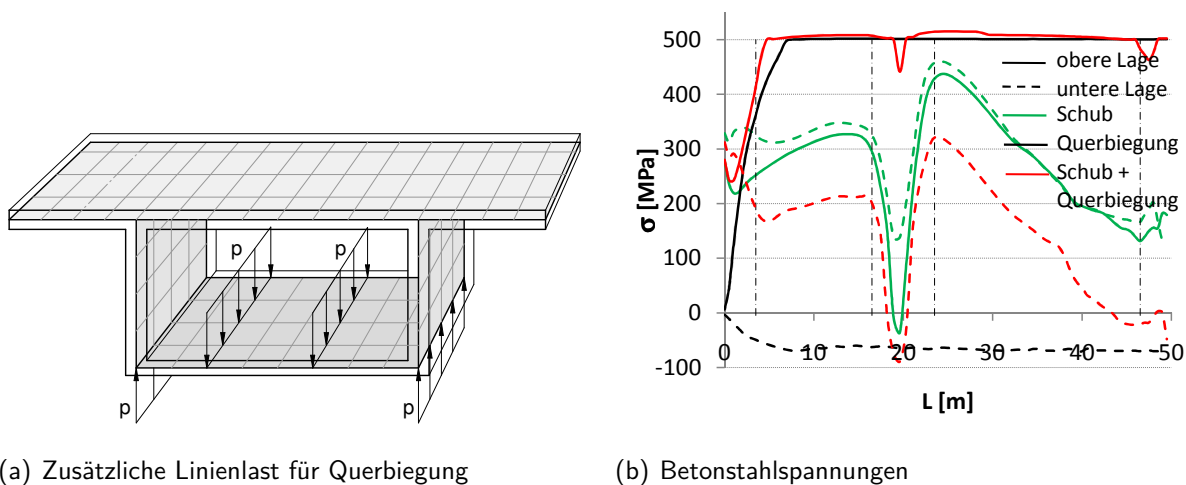 p
p
p
p
(a) Zusätzliche Linienlast für Querbiegung
σ [MPa]
500
400
300
200
100
0
-100
0
10
20
30
40
50
L [m]
obere Lage
untere Lage
Schub
Querbiegung
Schub +
Querbiegung
(b) Betonstahlspannungen